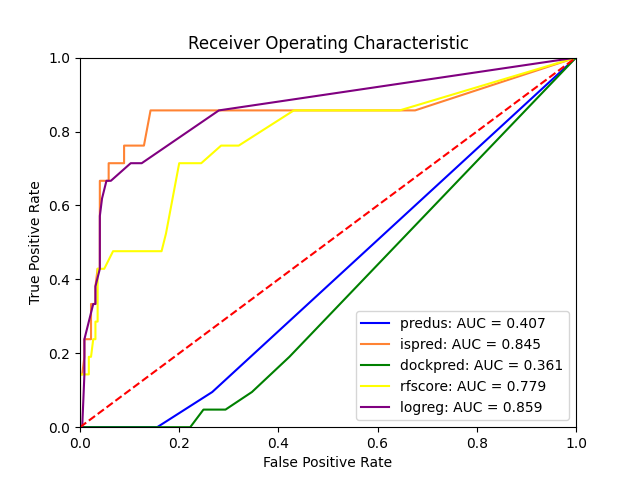 Receiver Operating Characteristic
True Positive Rate
1.0
0.8
0.6
0.4
0.2
0.0
predus: AUC = 0.407
ispred: AUC = 0.845
dockpred: AUC = 0.361
rfscore: AUC = 0.779
logreg: AUC = 0.859
0.0 0.2 0.4 0.6 0.8 1.0
False Positive Rate